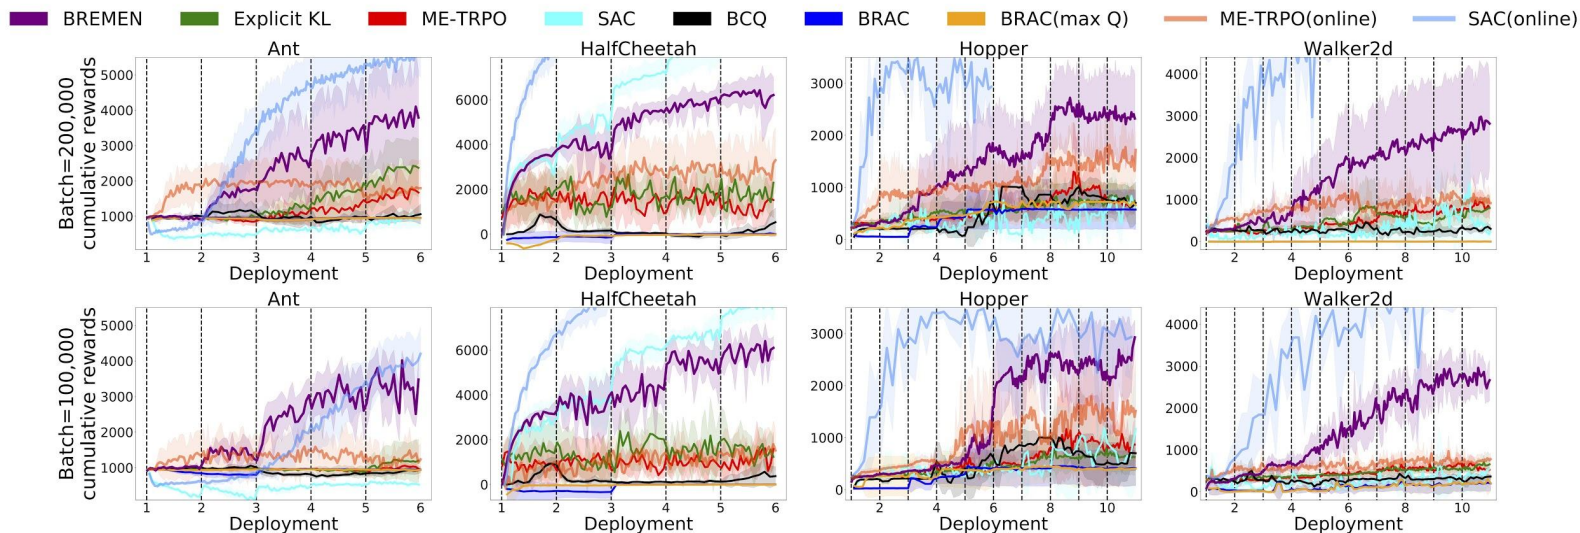 BREMEN Explicit KL ME-TRPO SAC BCQ BRAC BRAC(max Q) ME-TRPO(online) SAC(online)
Batch=200,000
cumulative rewards
Ant
5000
4000
3000
2000
1000
1 2 3 4 5 6
Deployment
HalfCheetah
6000
4000
2000
0
1 2 3 4 5 6
Deployment
Hopper
3000
2000
1000
0
2 4 6 8 10
Deployment
Walker2d
4000
3000
2000
1000
0
2 4 6 8 10
Deployment
Batch=100,000
cumulative rewards
Ant
5000
4000
3000
2000
1000
1 2 3 4 5 6
Deployment
HalfCheetah
6000
4000
2000
0
1 2 3 4 5 6
Deployment
Hopper
3000
2000
1000
0
2 4 6 8 10
Deployment
Walker2d
4000
3000
2000
1000
0
2 4 6 8 10
Deployment